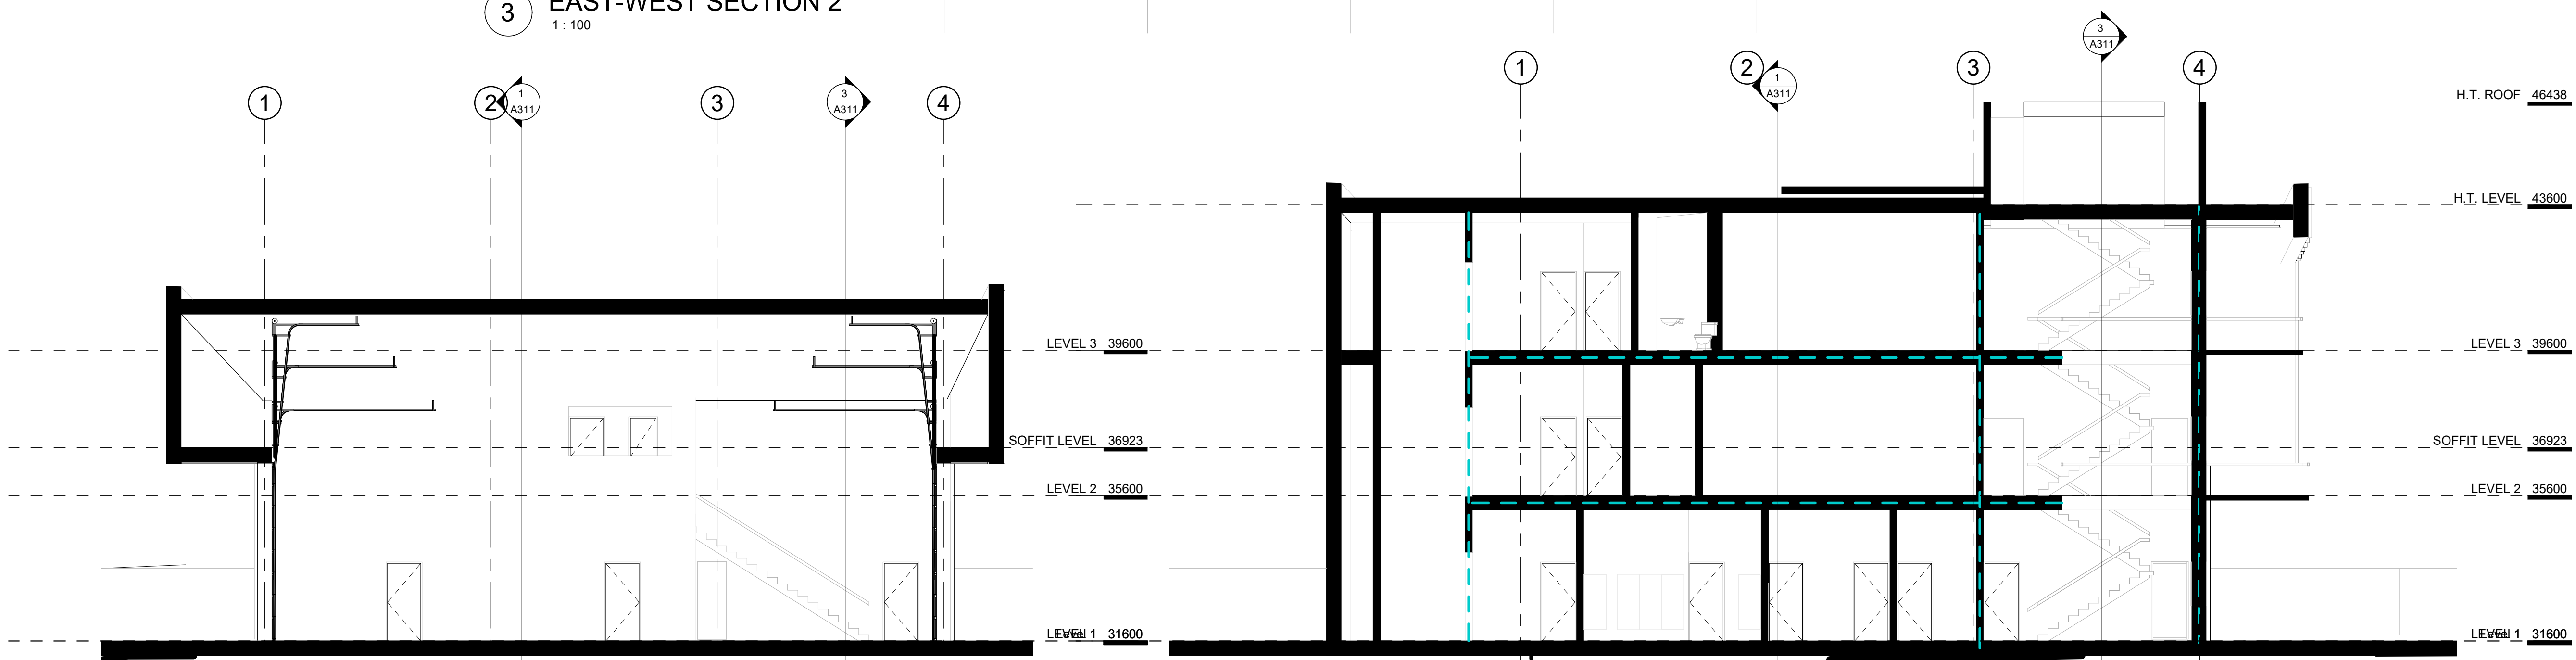 3
EAST-WEST SECTION 2
1 : 100
1
2
1
A311
3
3
A311
4
LEVEL 3 39600
SOFFIT LEVEL 36923
LEVEL 2 35600
LEVEL 1 31600
1
2
1
A311
3
3
A311
4
H.T. ROOF 46438
H.T. LEVEL 43600
LEVEL 3 39600
SOFFIT LEVEL 36923
LEVEL 2 35600
LEVEL 1 31600